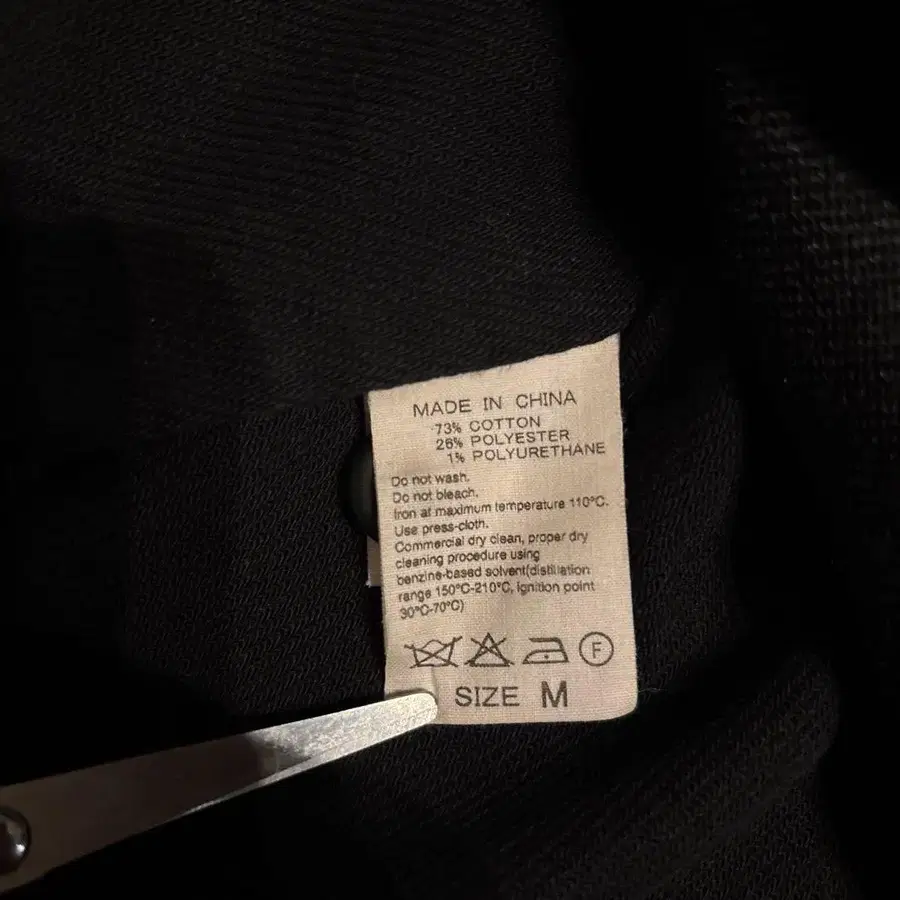 MADE IN CHINA
73% COTTON
26% POLYESTER
1% POLYURETHANE
Do not wash.
Do not bleach.
Iron at maximum temperature 110°C.
Use press-cloth.
Commercial dry clean, proper dry
cleaning procedure using
benzine-based solvent(distillation
range 150°C-210°C, ignition point
30°C-70°C)
F
SIZE M